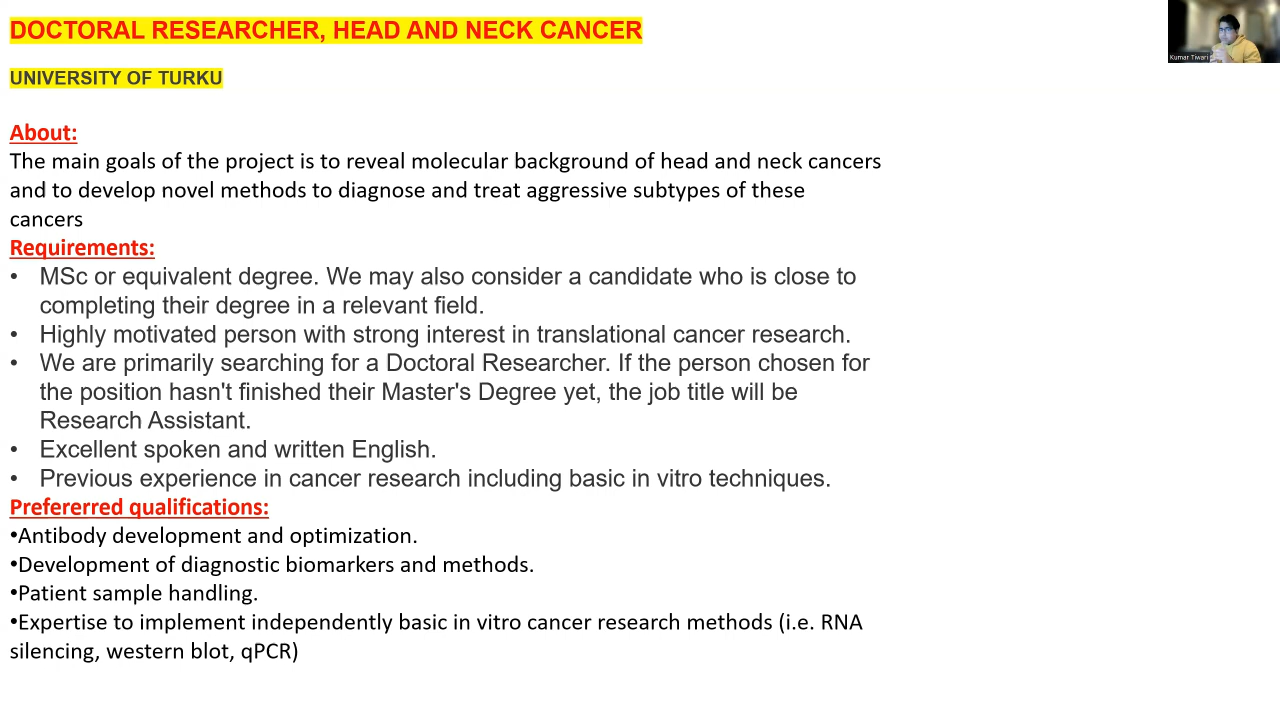 DOCTORAL RESEARCHER, HEAD AND NECK CANCER
Kumar Tiwari
UNIVERSITY OF TURKU
About:
The main goals of the project is to reveal molecular background of head and neck cancers
and to develop novel methods to diagnose and treat aggressive subtypes of these
cancers
Requirements:
• MSc or equivalent degree. We may also consider a candidate who is close to
completing their degree in a relevant field.
• Highly motivated person with strong interest in translational cancer research.
• We are primarily searching for a Doctoral Researcher. If the person chosen for
the position hasn't finished their Master's Degree yet, the job title will be
Research Assistant.
• Excellent spoken and written English.
• Previous experience in cancer research including basic in vitro techniques.
Prefererred qualifications:
•Antibody development and optimization.
•Development of diagnostic biomarkers and methods.
•Patient sample handling.
•Expertise to implement independently basic in vitro cancer research methods (i.e. RNA
silencing, western blot, qPCR)